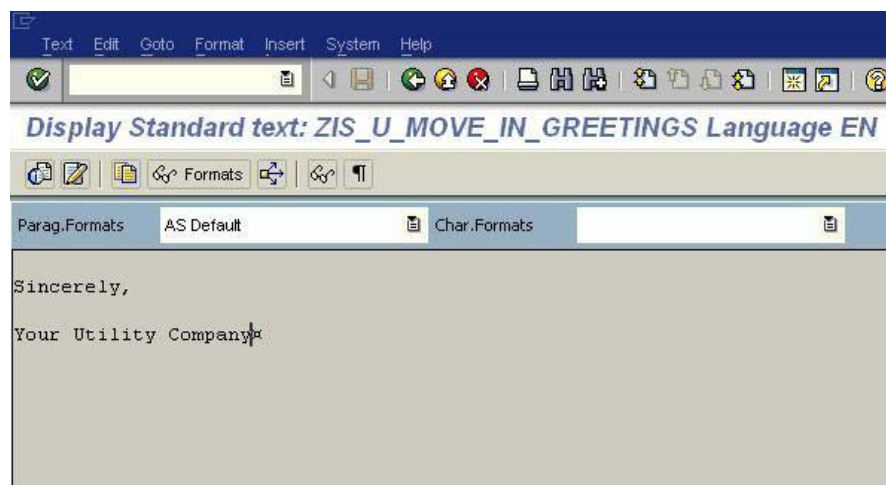 Text Edit Goto Format Insert System Help
Display Standard text: ZIS_U_MOVE_IN_GREETINGS Language EN
Formats
Parag.Formats AS Default Char.Formats
Sincerely,
Your Utility Company¤